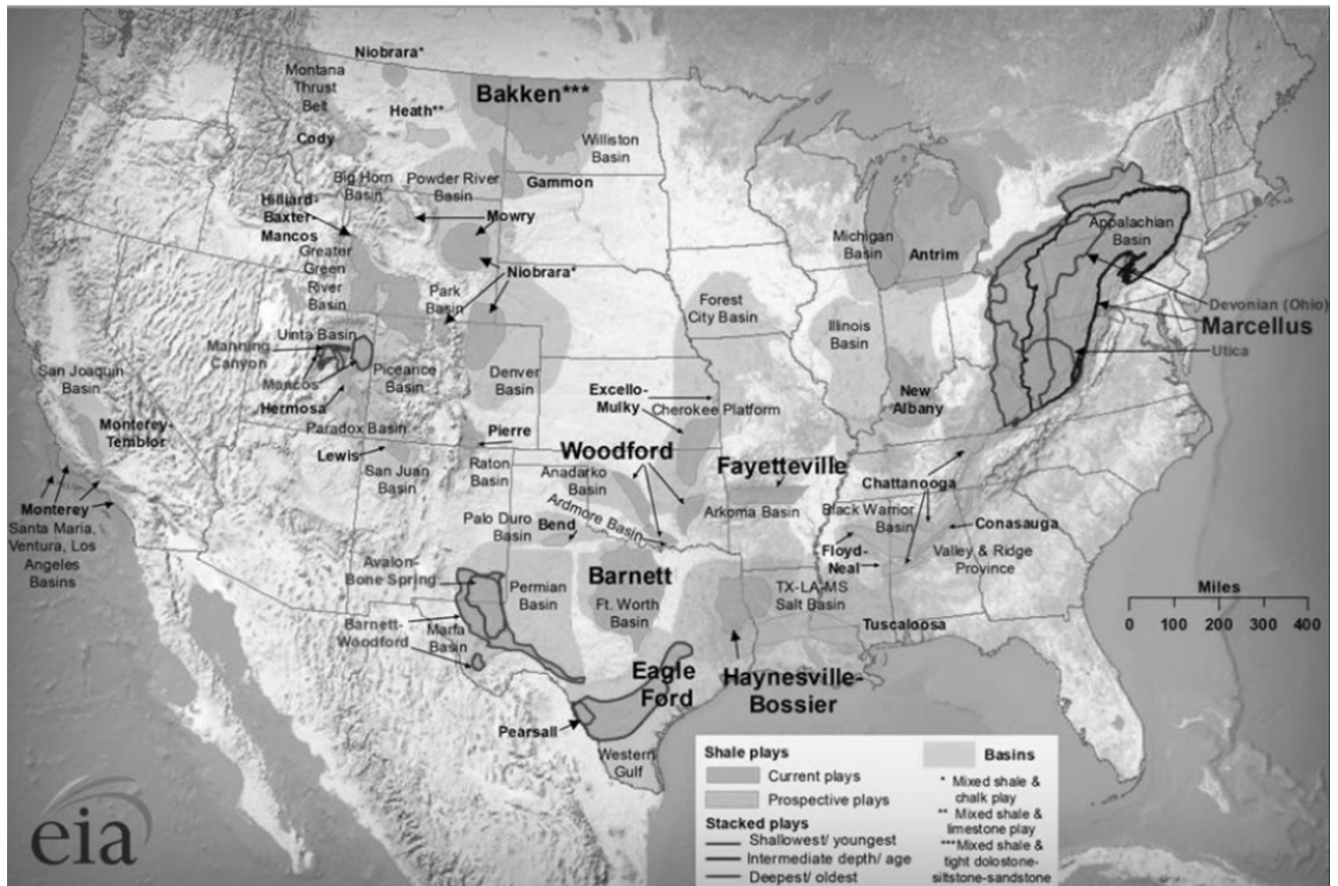 Niobrara*
Montana
Thrust
Belt
Bakken***
Heath**
Cody
Williston
Basin
Big Horn
Basin
Powder River
Basin
Gammon
Hilliard-
Baxter-
Mancos
Mowry
Greater
Green
River
Basin
Niobrara*
Park
Basin
Michigan
Basin
Antrim
Appalachian
Basin
Forest
City Basin
Illinois
Basin
Devonian (Ohio)
Marcellus
Utica
Uinta Basin
Manning
Canyon
Mancos
Piceance
Basin
Denver
Basin
San Joaquin
Basin
Hermosa
Excello-
Mulky
Cherokee Platform
New
Albany
Monterey-
Temblor
Paradox Basin
Pierre
Lewis
San Juan
Basin
Raton
Basin
Woodford
Anadarko
Basin
Fayetteville
Chattanooga
Ardmore Basin
Arkoma Basin
Black Warrior
Basin
Conasauga
Monterey
Santa Maria,
Ventura, Los
Angeles
Basins
Palo Duro
Basin
Bend
Floyd-
Neal
Valley & Ridge
Province
Avalon-
Bone Spring
Permian
Basin
Barnett
Ft. Worth
Basin
TX-LA-MS
Salt Basin
Miles
0 100 200 300 400
Barnett-
Woodford
Marfa
Basin
Tuscaloosa
Eagle
Ford
Haynesville-
Bossier
Pearsall
Western
Gulf
Shale plays
Current plays
Prospective plays
Stacked plays
Shallowest/ youngest
Intermediate depth/ age
Deepest/ oldest
Basins
* Mixed shale &
chalk play
** Mixed shale &
limestone play
***Mixed shale &
tight dolostone-
siltstone-sandstone
eia